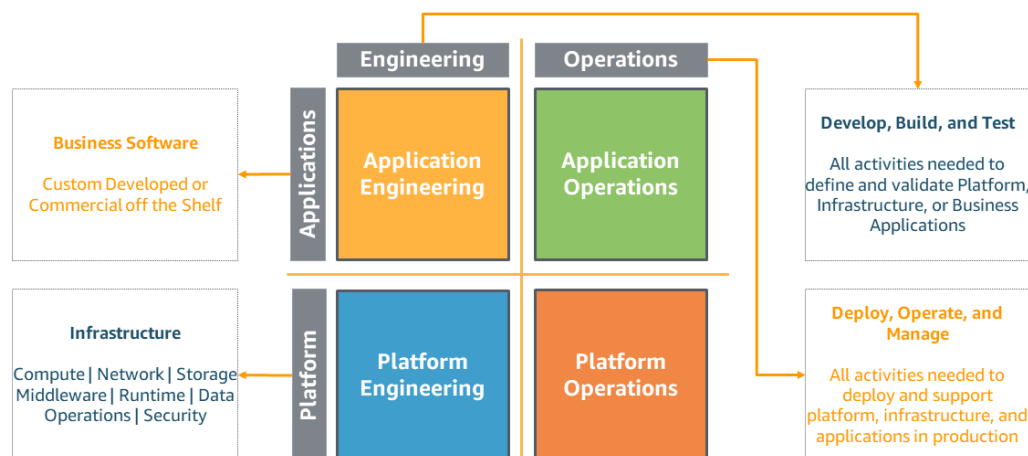 Engineering
Operations
Applications
Platform
Business Software
Custom Developed or
Commercial off the Shelf
Application
Engineering
Application
Operations
Develop, Build, and Test
All activities needed to
define and validate Platform,
Infrastructure, or Business
Applications
Infrastructure
Compute | Network | Storage
Middleware | Runtime | Data
Operations | Security
Platform
Engineering
Platform
Operations
Deploy, Operate, and
Manage
All activities needed to
deploy and support
platform, infrastructure, and
applications in production